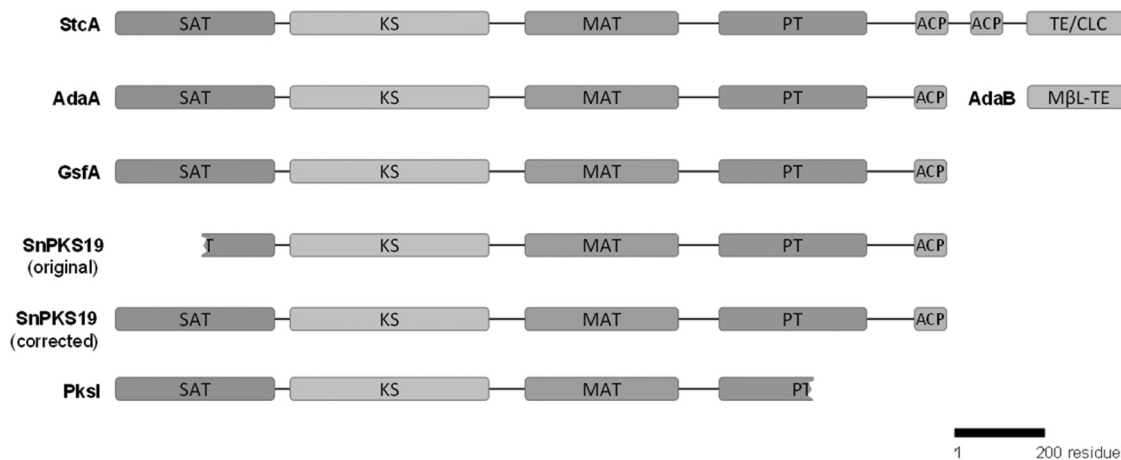 StcA SAT KS MAT PT ACP ACP TE/CLC
AdaA SAT KS MAT PT ACP AdaB MβL-TE
GsfA SAT KS MAT PT ACP
SnPKS19 T KS MAT PT ACP
(original)
SnPKS19 SAT KS MAT PT ACP
(corrected)
PksI SAT KS MAT PT
1 200 residue